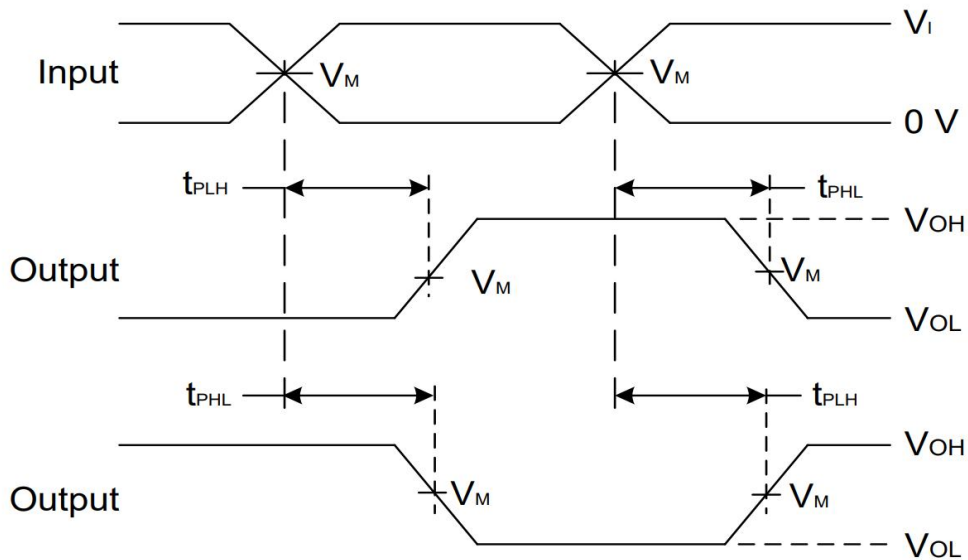 VI
Input VM VM
0 V
tPLH tPHL
VOH
Output VM VM
VOL
tPHL tPLH
VOH
Output VM VM
VOL